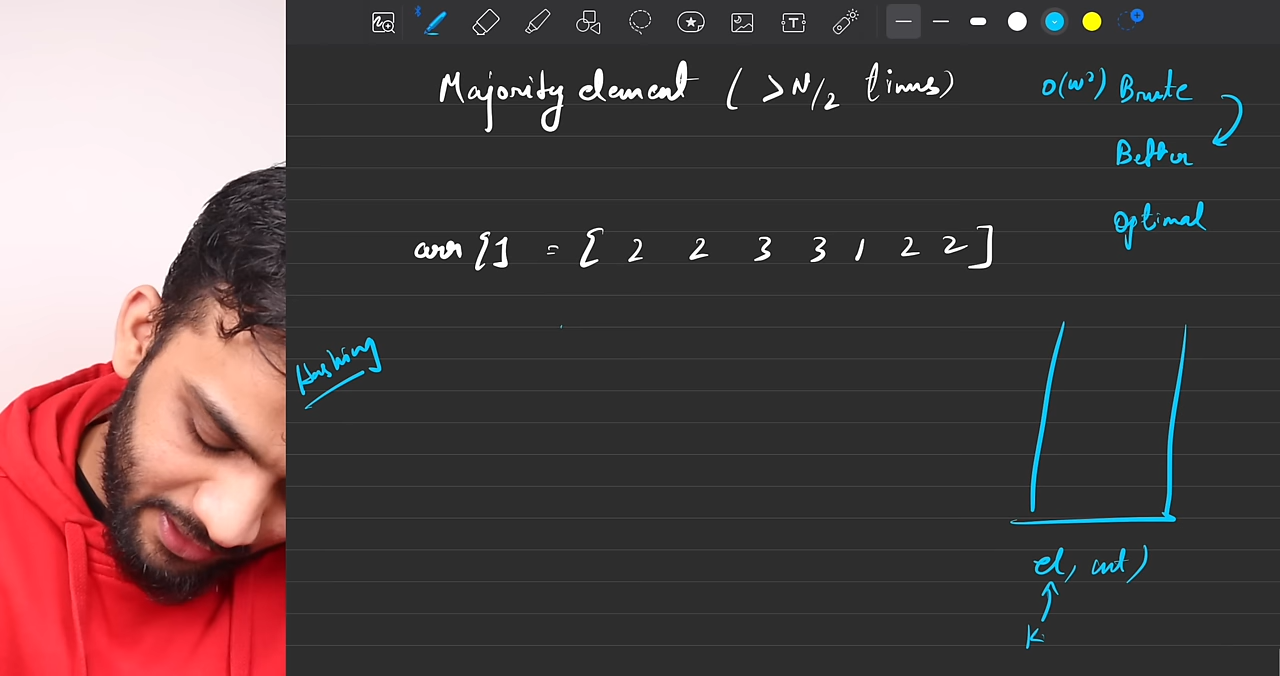 Majority element ( > N/2 times)
O(N²) Brute
Better
Optimal
arr[] = [ 2 2 3 3 1 2 2 ]
Hashing
el, cnt)
K